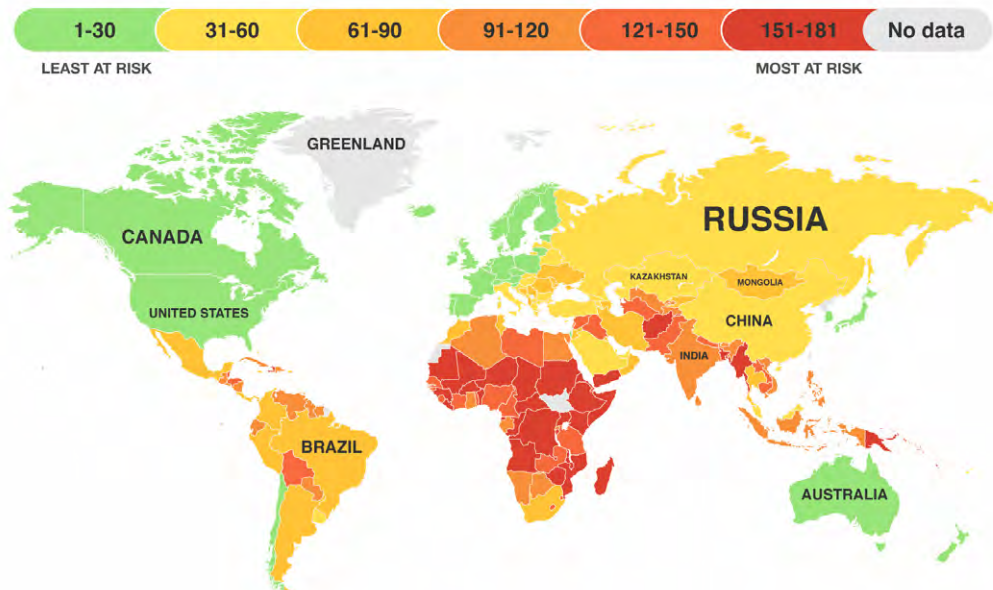 1-30 31-60 61-90 91-120 121-150 151-181 No data
LEAST AT RISK MOST AT RISK
GREENLAND
RUSSIA
CANADA
KAZAKHSTAN
MONGOLIA
UNITED STATES
CHINA
INDIA
BRAZIL
AUSTRALIA